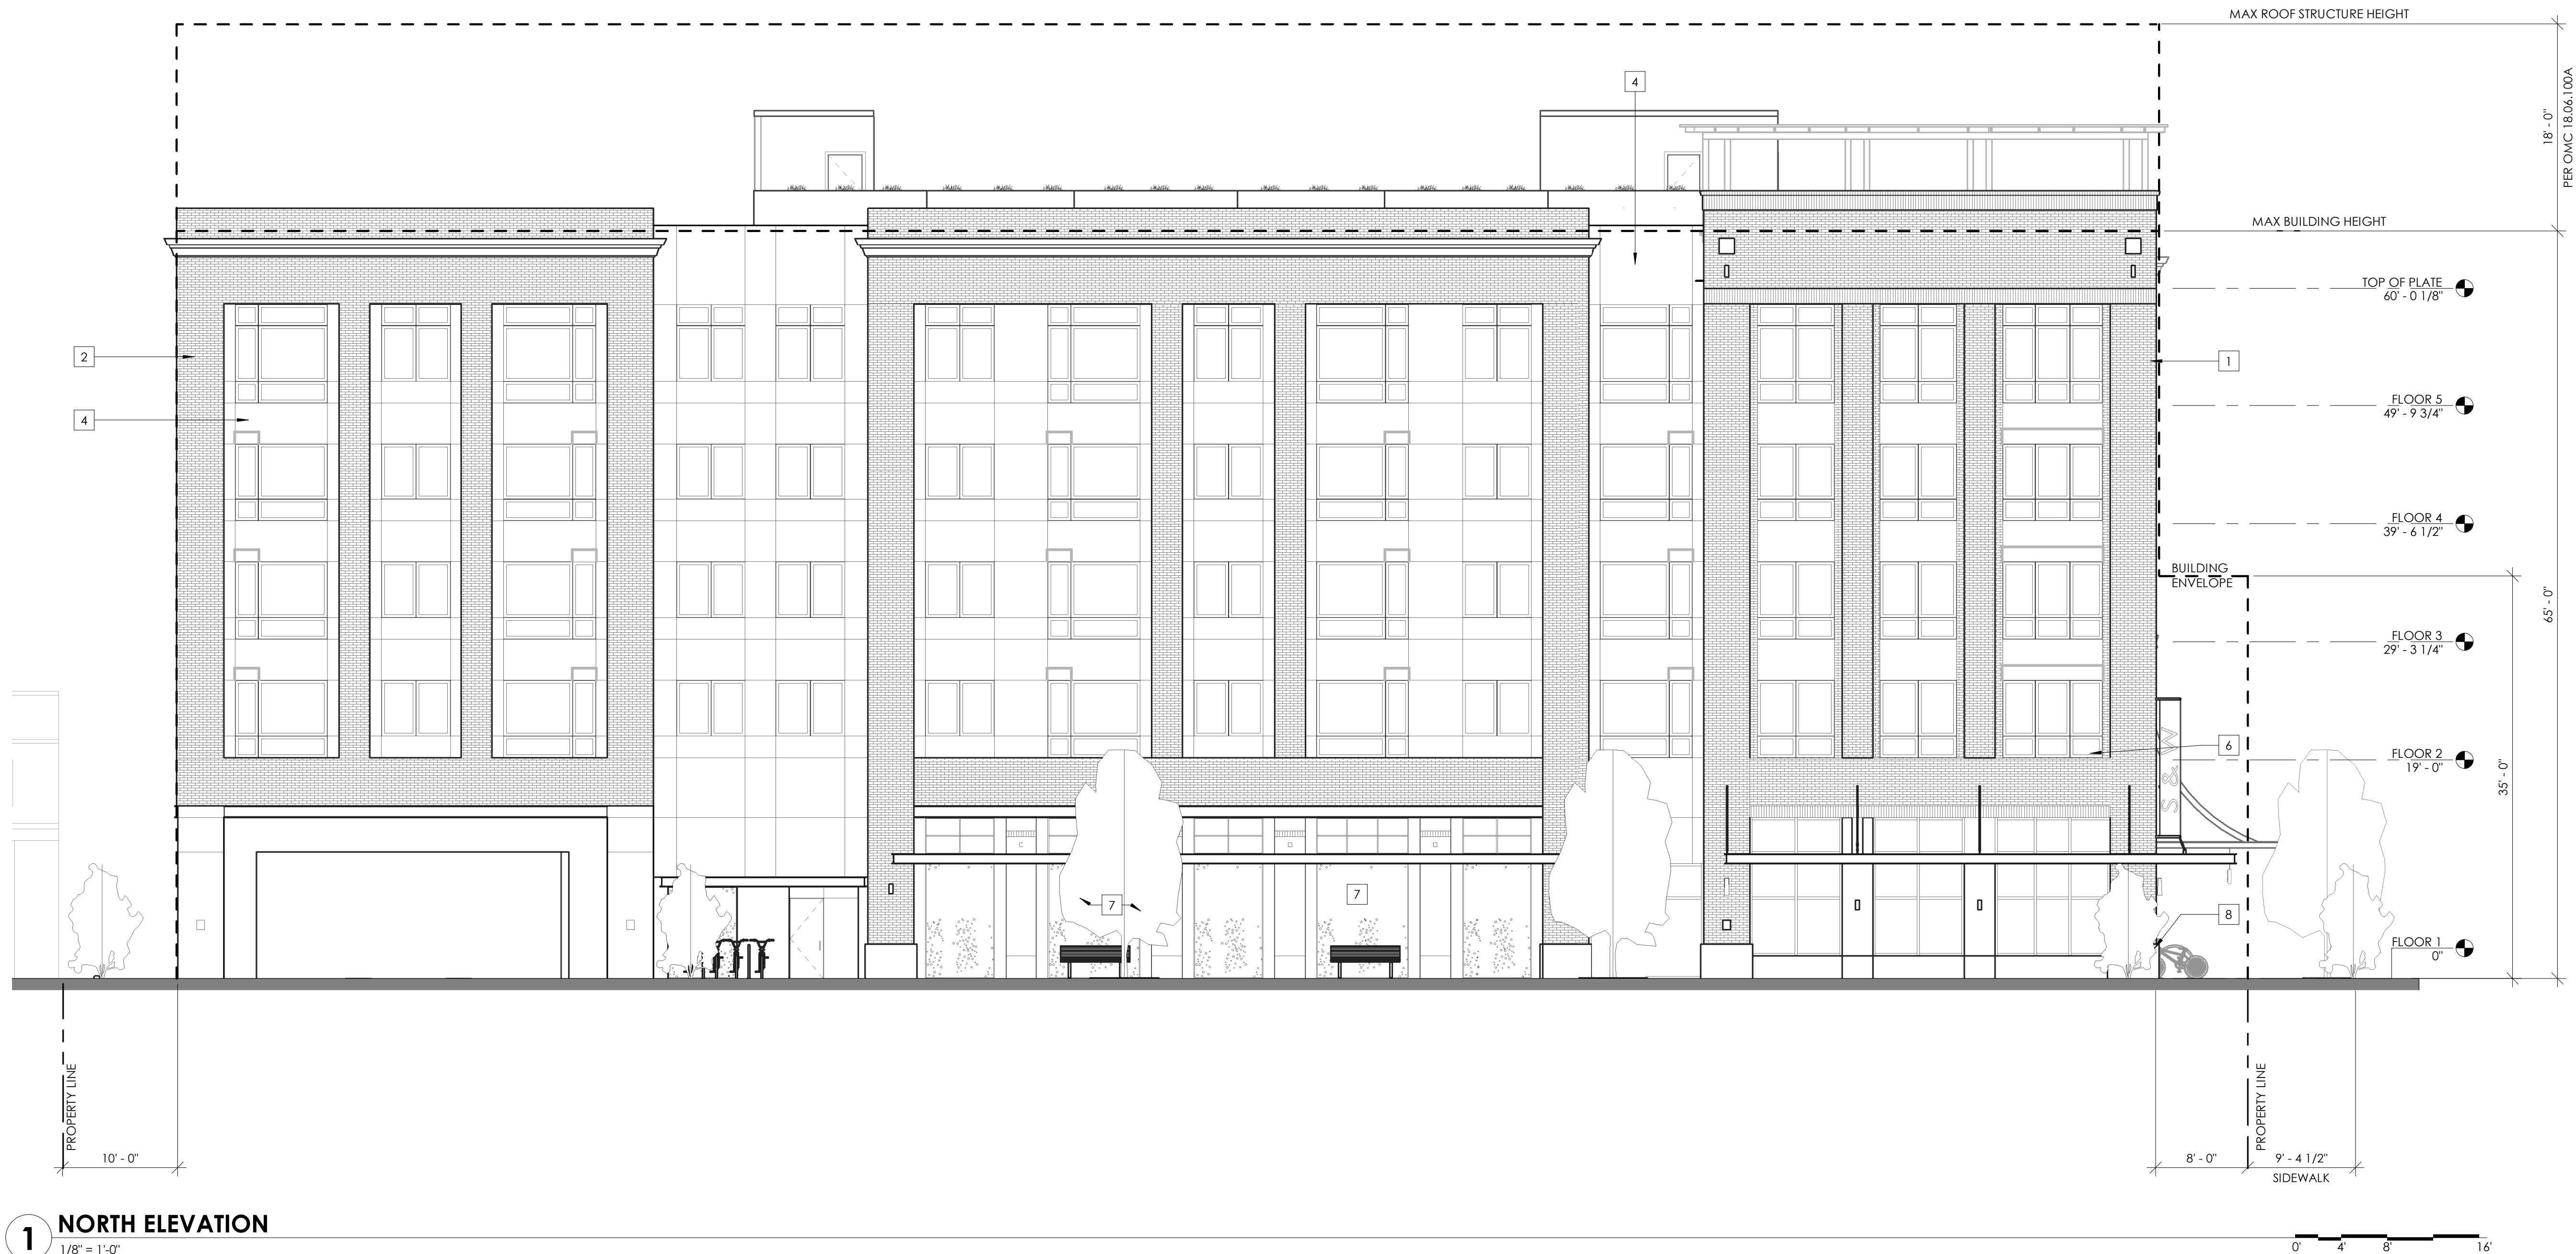 MAX ROOF STRUCTURE HEIGHT
18' - 0"
PER OMC 18.06.100A
4
MAX BUILDING HEIGHT
TOP OF PLATE
60' - 0 1/8"
2
1
4
FLOOR 5
49' - 9 3/4"
FLOOR 4
39' - 6 1/2"
BUILDING
ENVELOPE
65' - 0"
FLOOR 3
29' - 3 1/4"
6
FLOOR 2
19' - 0"
35' - 0"
S&W
7
7
8
FLOOR 1
0"
PROPERTY LINE
PROPERTY LINE
10' - 0"
8' - 0"
9' - 4 1/2"
SIDEWALK
1
NORTH ELEVATION
1/8" = 1'-0"
0' 4' 8' 16'